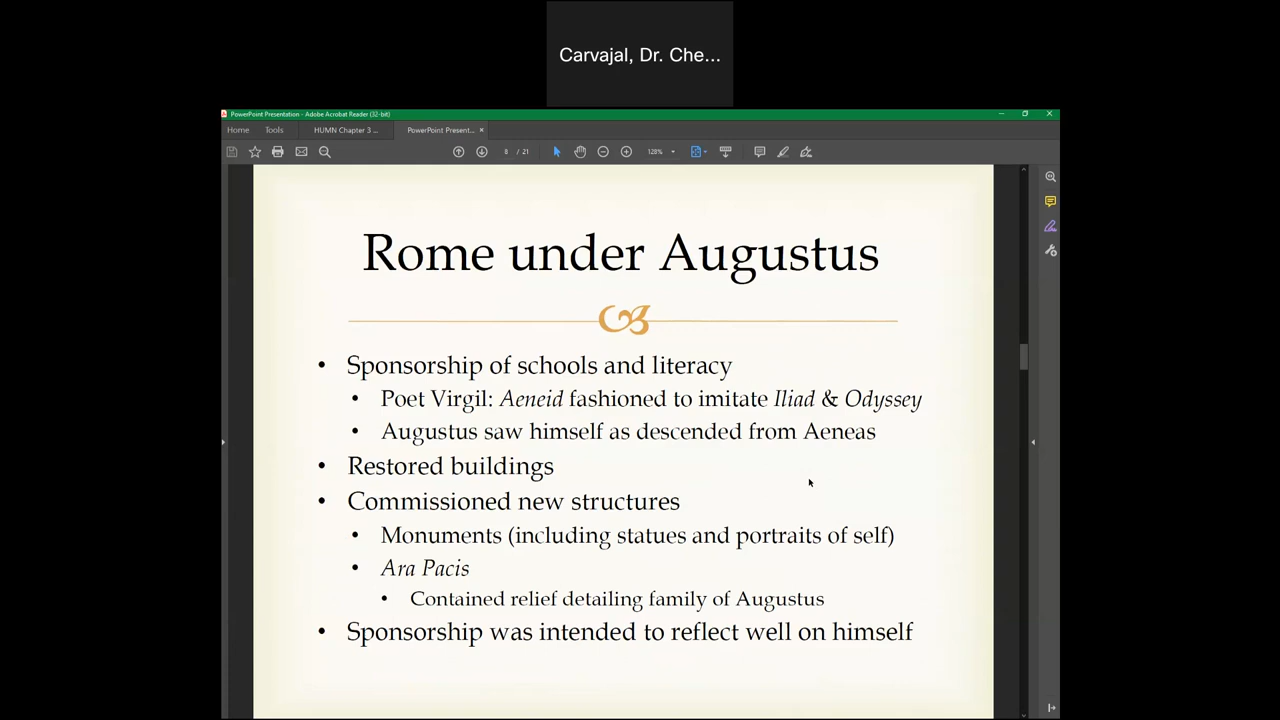 Carvajal, Dr. Che...
PowerPoint Presentation - Adobe Acrobat Reader (32-bit)
Home Tools HUMN Chapter 3 ... PowerPoint Present... ×
8 / 21 128%
Rome under Augustus
• Sponsorship of schools and literacy
• Poet Virgil: Aeneid fashioned to imitate Iliad & Odyssey
• Augustus saw himself as descended from Aeneas
• Restored buildings
• Commissioned new structures
• Monuments (including statues and portraits of self)
• Ara Pacis
• Contained relief detailing family of Augustus
• Sponsorship was intended to reflect well on himself